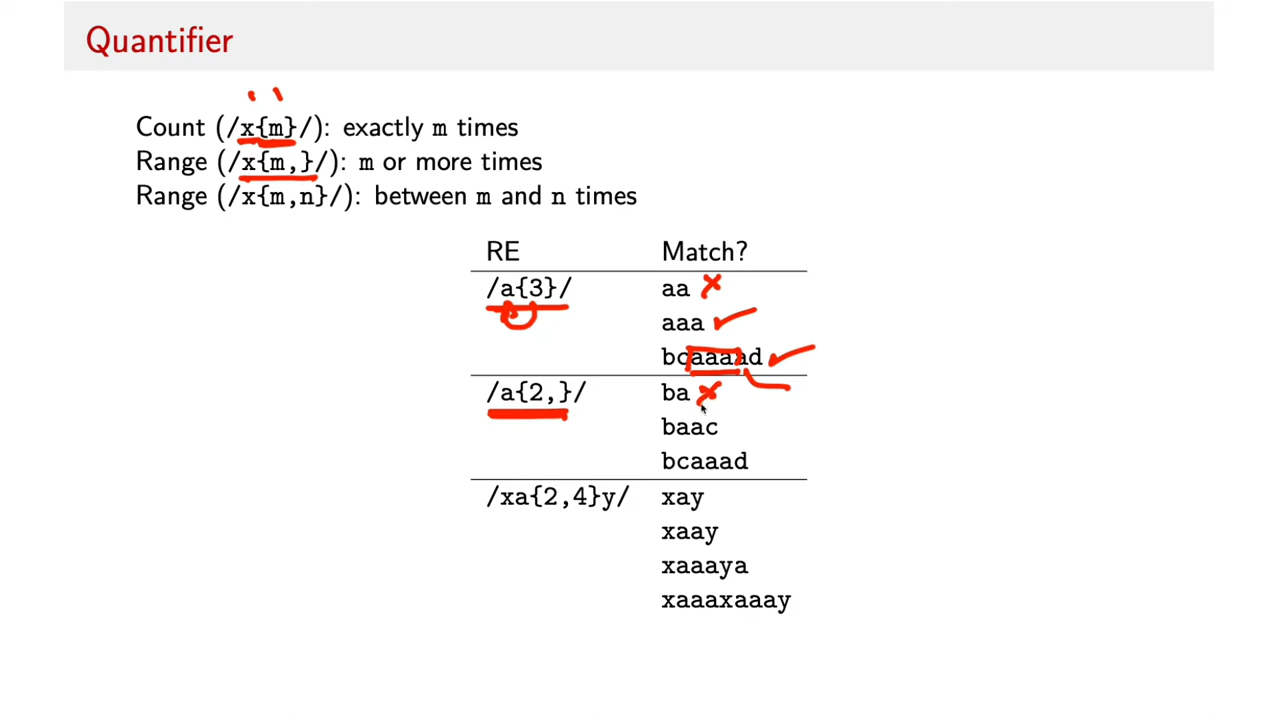 Quantifier
Count (/x{m}/): exactly m times
Range (/x{m,}/): m or more times
Range (/x{m,n}/): between m and n times
RE Match?
/a{3}/ aa
aaa
bcaaaad
/a{2,}/ ba
baac
bcaaad
/xa{2,4}y/ xay
xaay
xaaaya
xaaaxaaay